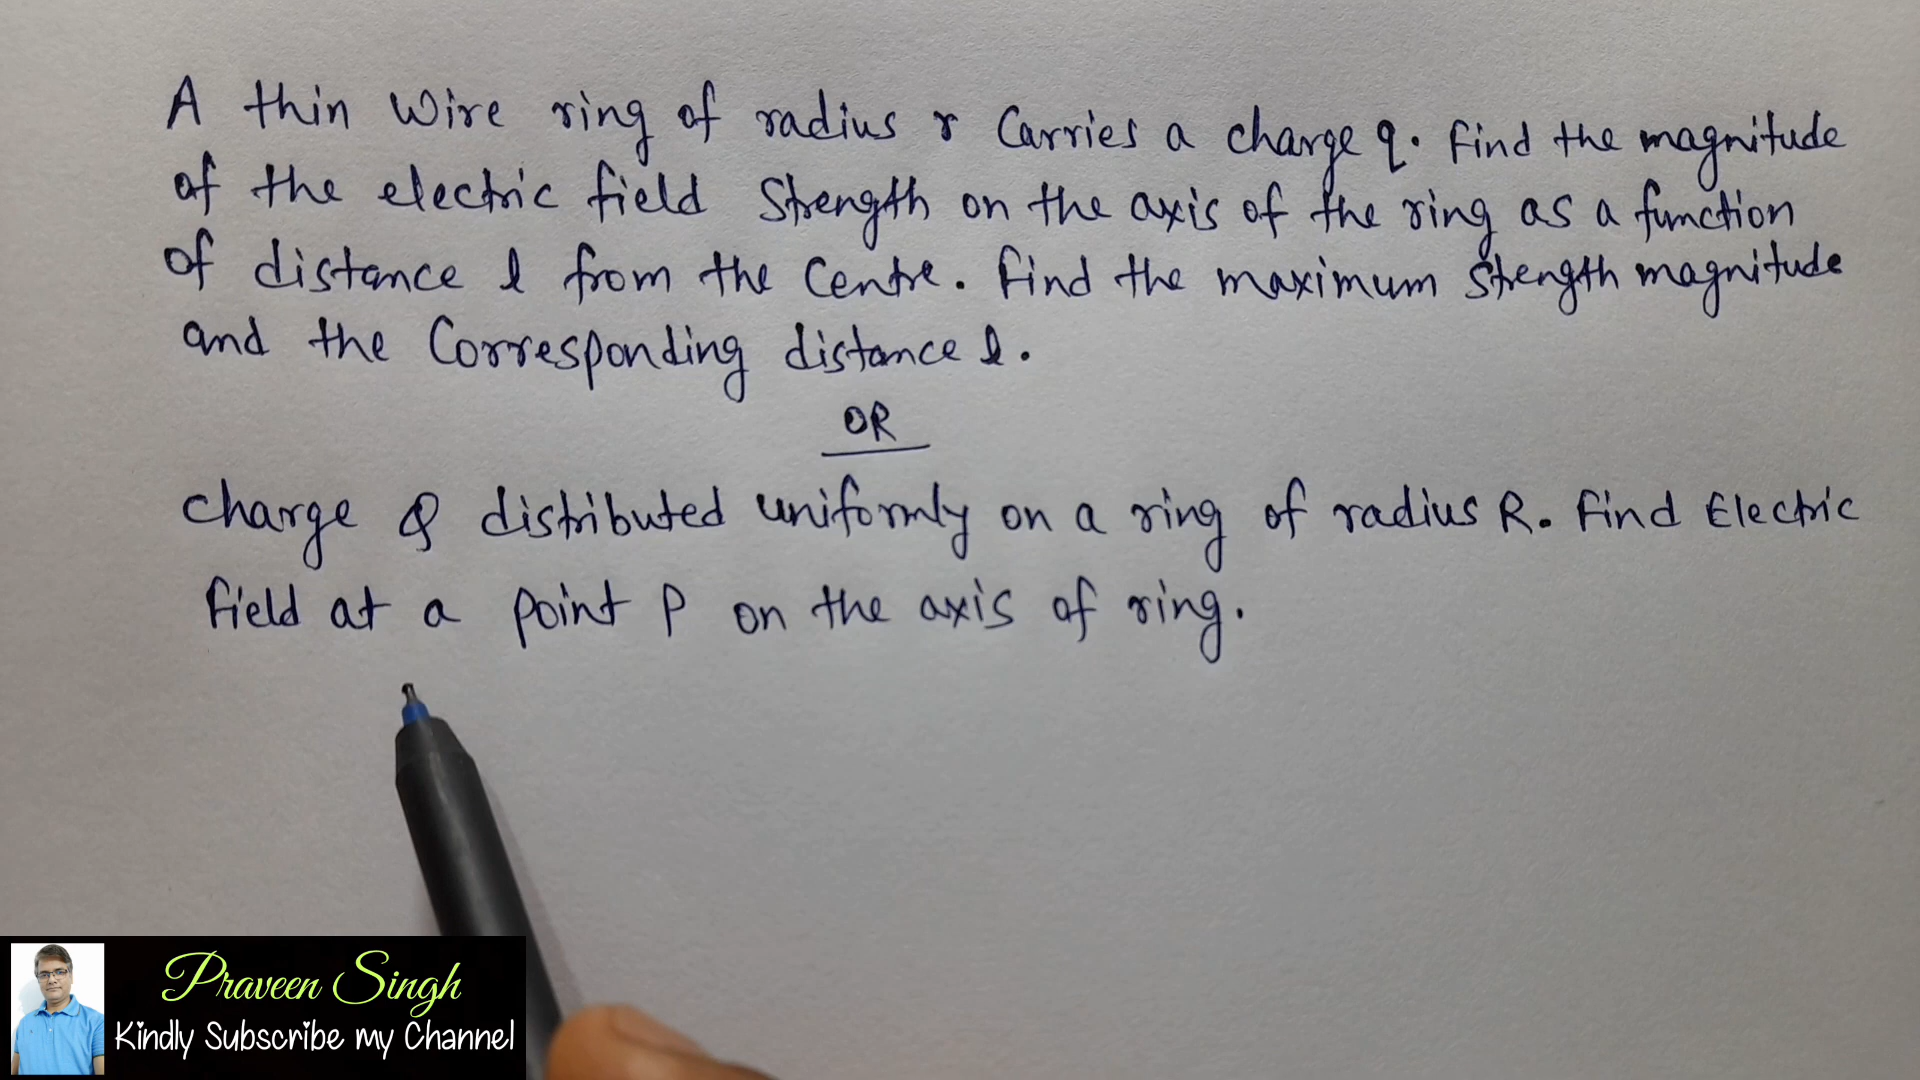 A thin wire ring of radius r Carries a charge q. Find the magnitude
of the electric field Strength on the axis of the ring as a function
of distance l from the Centre. Find the maximum Strength magnitude
and the Corresponding distance l.
OR
Charge Q distributed uniformly on a ring of radius R. Find Electric
field at a point P on the axis of ring.
Praveen Singh
Kindly Subscribe my Channel